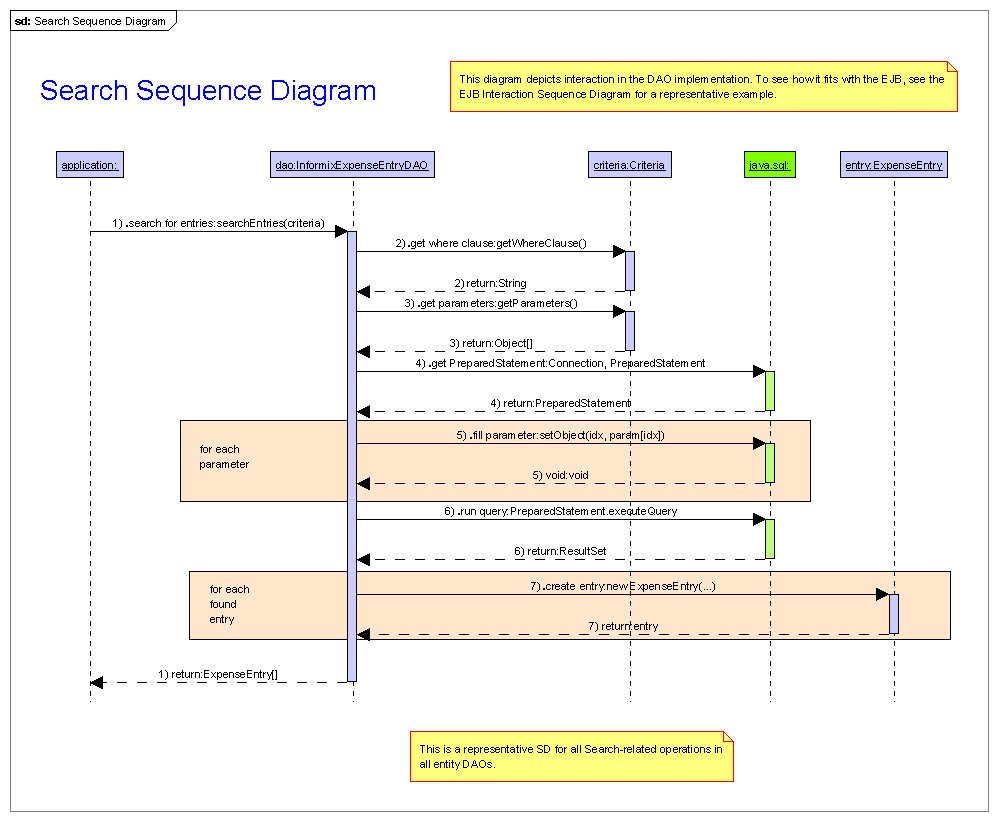 sd: Search Sequence Diagram
This diagram depicts interaction in the DAO implementation. To see how it fits with the EJB, see the
EJB Interaction Sequence Diagram for a representative example.
Search Sequence Diagram
application:
dao:InformixExpenseEntryDAO
criteria:Criteria
java.sql:
entry:ExpenseEntry
1) .search for entries:searchEntries(criteria)
2) .get where clause:getWhereClause()
2) return:String
3) .get parameters:getParameters()
3) return:Object[]
4) .get PreparedStatement:Connection, PreparedStatement
4) return:PreparedStatement
5) .fill parameter:setObject(idx, param[idx])
for each
parameter
5) void:void
6) .run query:PreparedStatement.executeQuery
6) return:ResultSet
7) .create entry:newExpenseEntry(...)
for each
found
entry
7) return:entry
1) return:ExpenseEntry[]
This is a representative SD for all Search-related operations in
all entity DAOs.